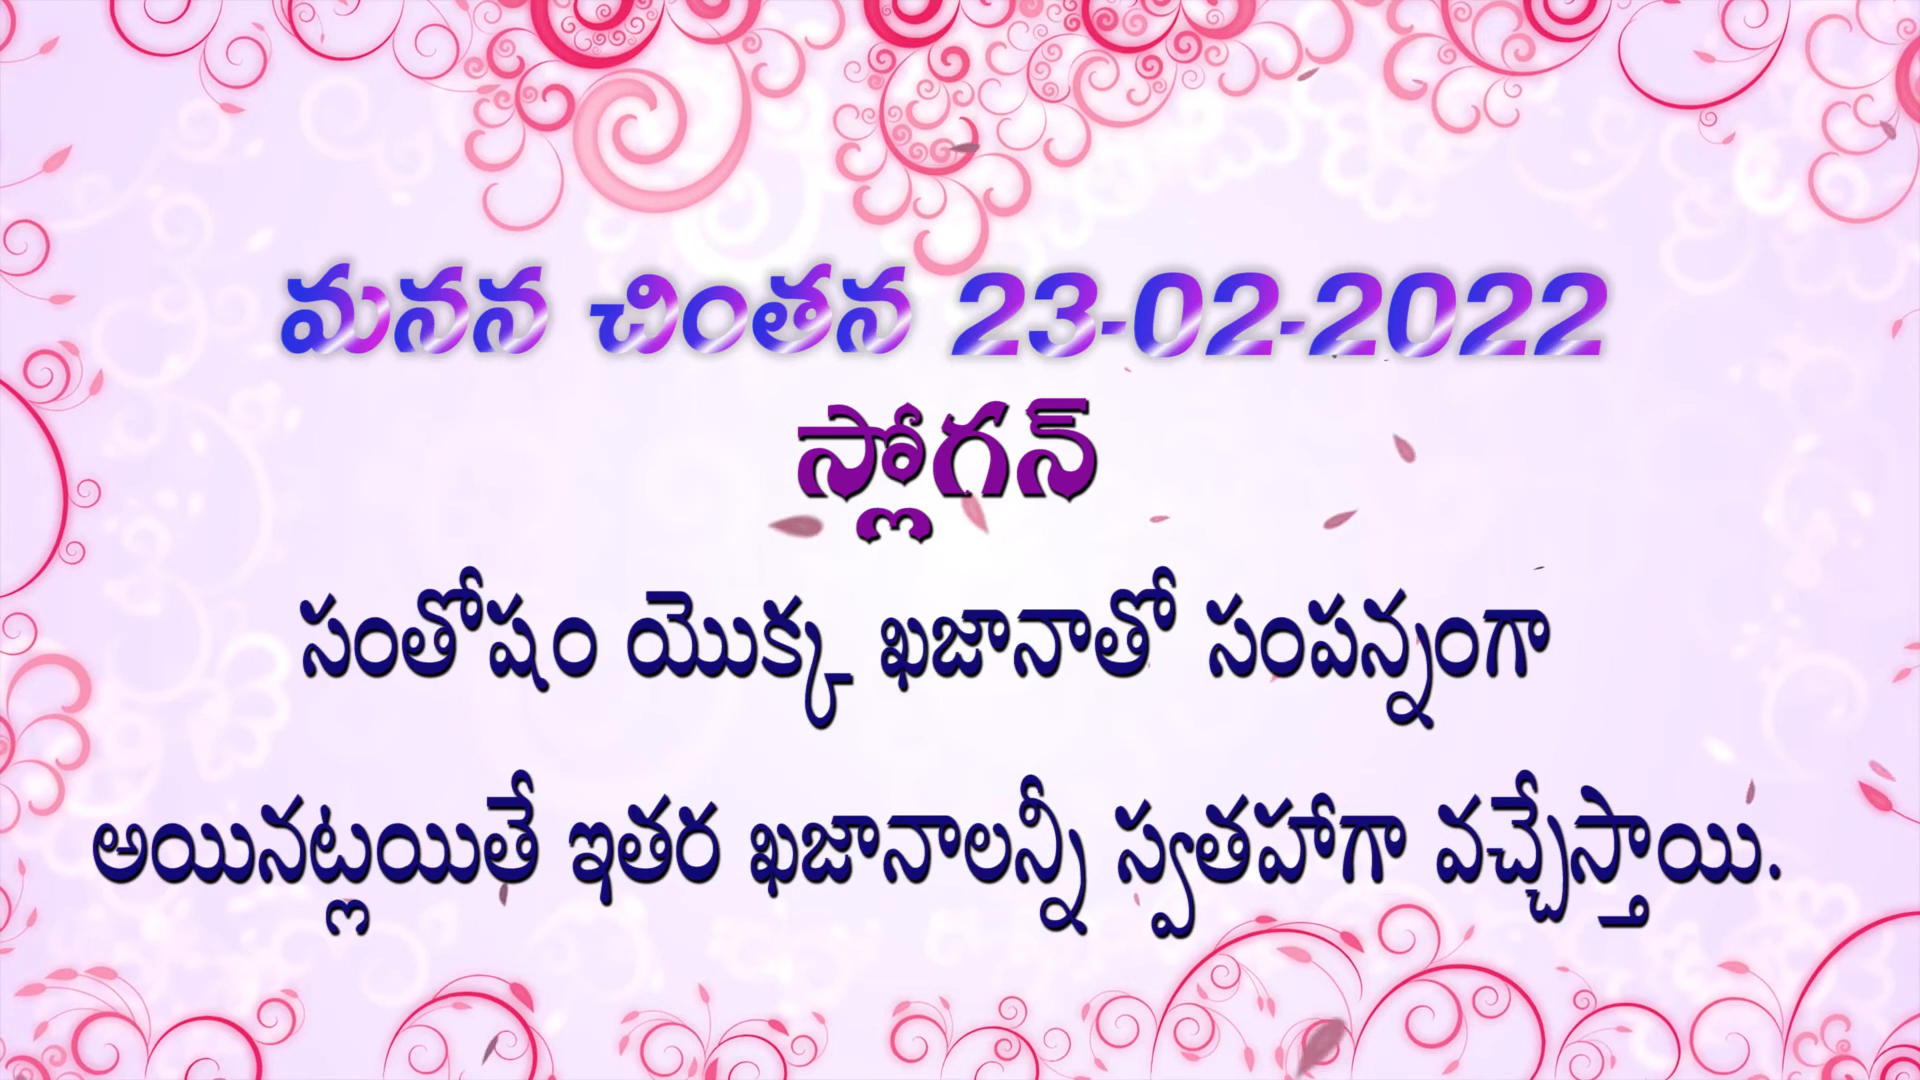 మనన చింతన 23-02-2022
స్లోగన్
సంతోషం యొక్క ఖజానాతో సంపన్నంగా
అయినట్లయితే ఇతర ఖజానాలన్నీ స్వతహాగా వచ్చేస్తాయి.